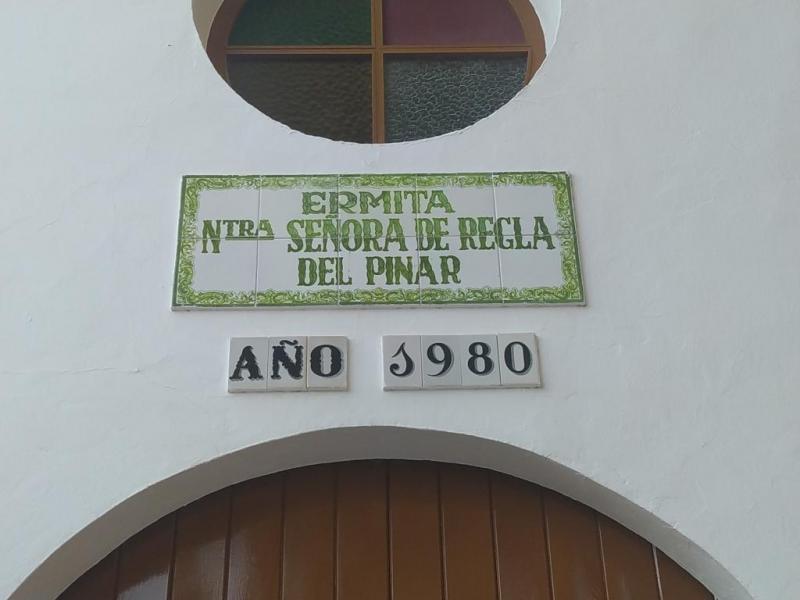 ERMITA
NTRA SEÑORA DE REGLA
DEL PINAR
AÑO 1980